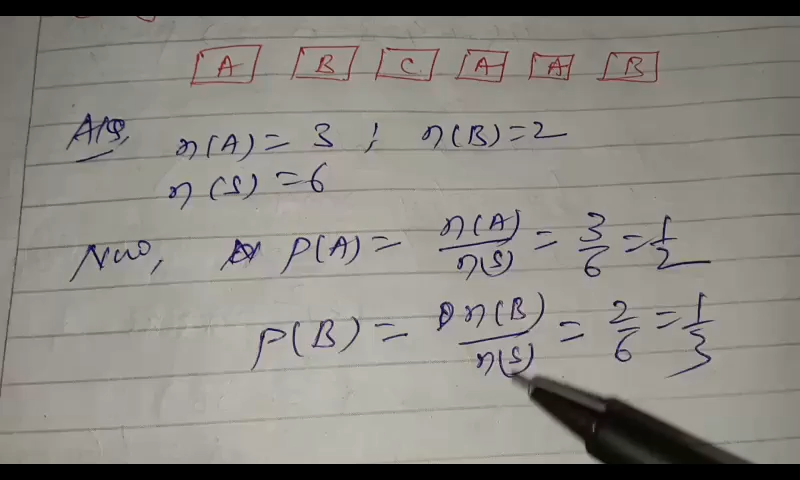 A B C A A B
A/Q, n(A) = 3 ; n(B) = 2
n(S) = 6
Now, P(A) = n(A)/n(S) = 3/6 = 1/2
P(B) = n(B)/n(S) = 2/6 = 1/3